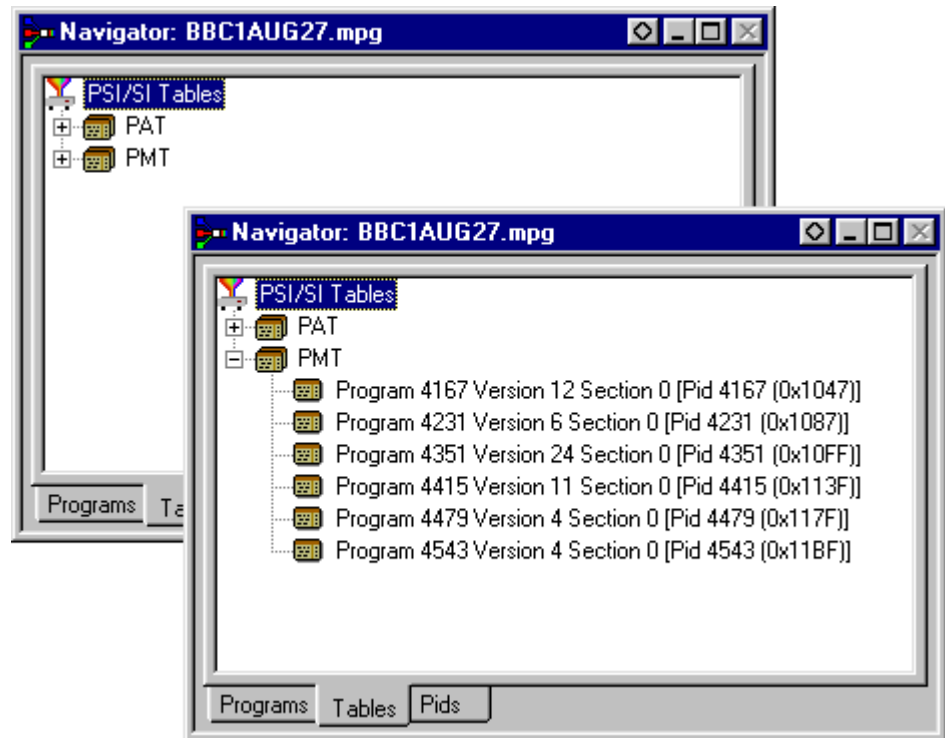 Navigator: BBC1AUG27.mpg
PSI/SI Tables
PAT
PMT
Programs Ta
Navigator: BBC1AUG27.mpg
PSI/SI Tables
PAT
PMT
Program 4167 Version 12 Section 0 [Pid 4167 (0x1047)]
Program 4231 Version 6 Section 0 [Pid 4231 (0x1087)]
Program 4351 Version 24 Section 0 [Pid 4351 (0x10FF)]
Program 4415 Version 11 Section 0 [Pid 4415 (0x113F)]
Program 4479 Version 4 Section 0 [Pid 4479 (0x117F)]
Program 4543 Version 4 Section 0 [Pid 4543 (0x11BF)]
Programs Tables Pids